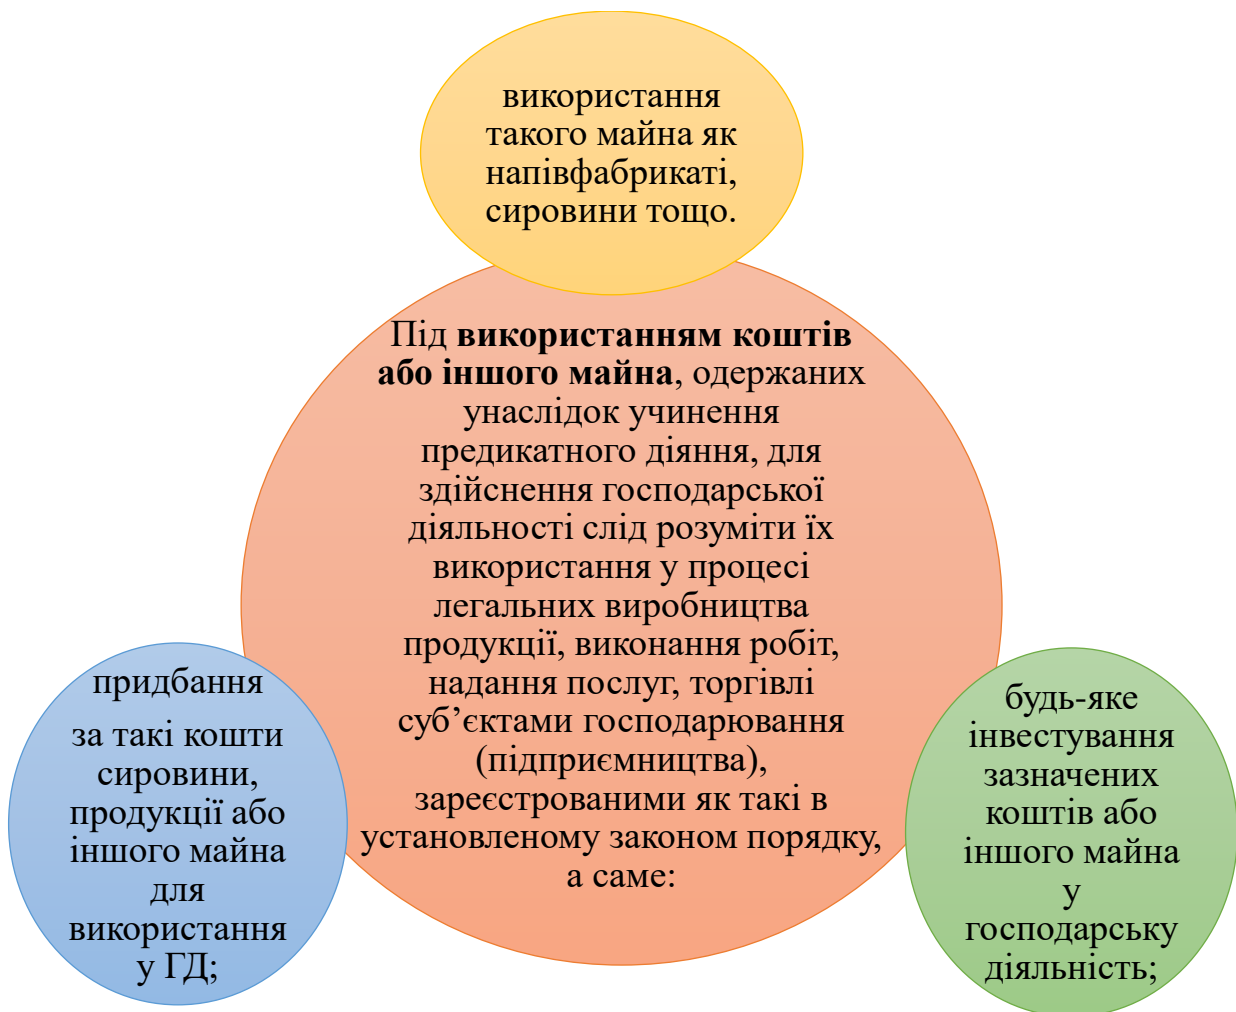 використання
такого майна як
напівфабрикаті,
сировини тощо.
Під використанням коштів
або іншого майна, одержаних
унаслідок учинення
предикатного діяння, для
здійснення господарської
діяльності слід розуміти їх
використання у процесі
легальних виробництва
продукції, виконання робіт,
надання послуг, торгівлі
суб’єктами господарювання
(підприємництва),
зареєстрованими як такі в
установленому законом порядку,
а саме:
придбання
за такі кошти
сировини,
продукції або
іншого майна
для
використання
у ГД;
будь-яке
інвестування
зазначених
коштів або
іншого майна
у
господарську
діяльність;